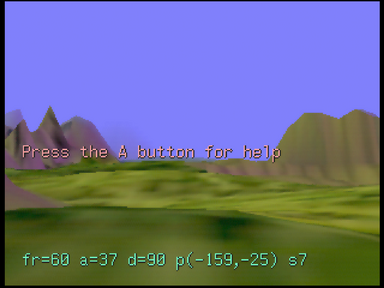 Press the A button for help
fr=60 a=37 d=90 p(-159,-25) s7